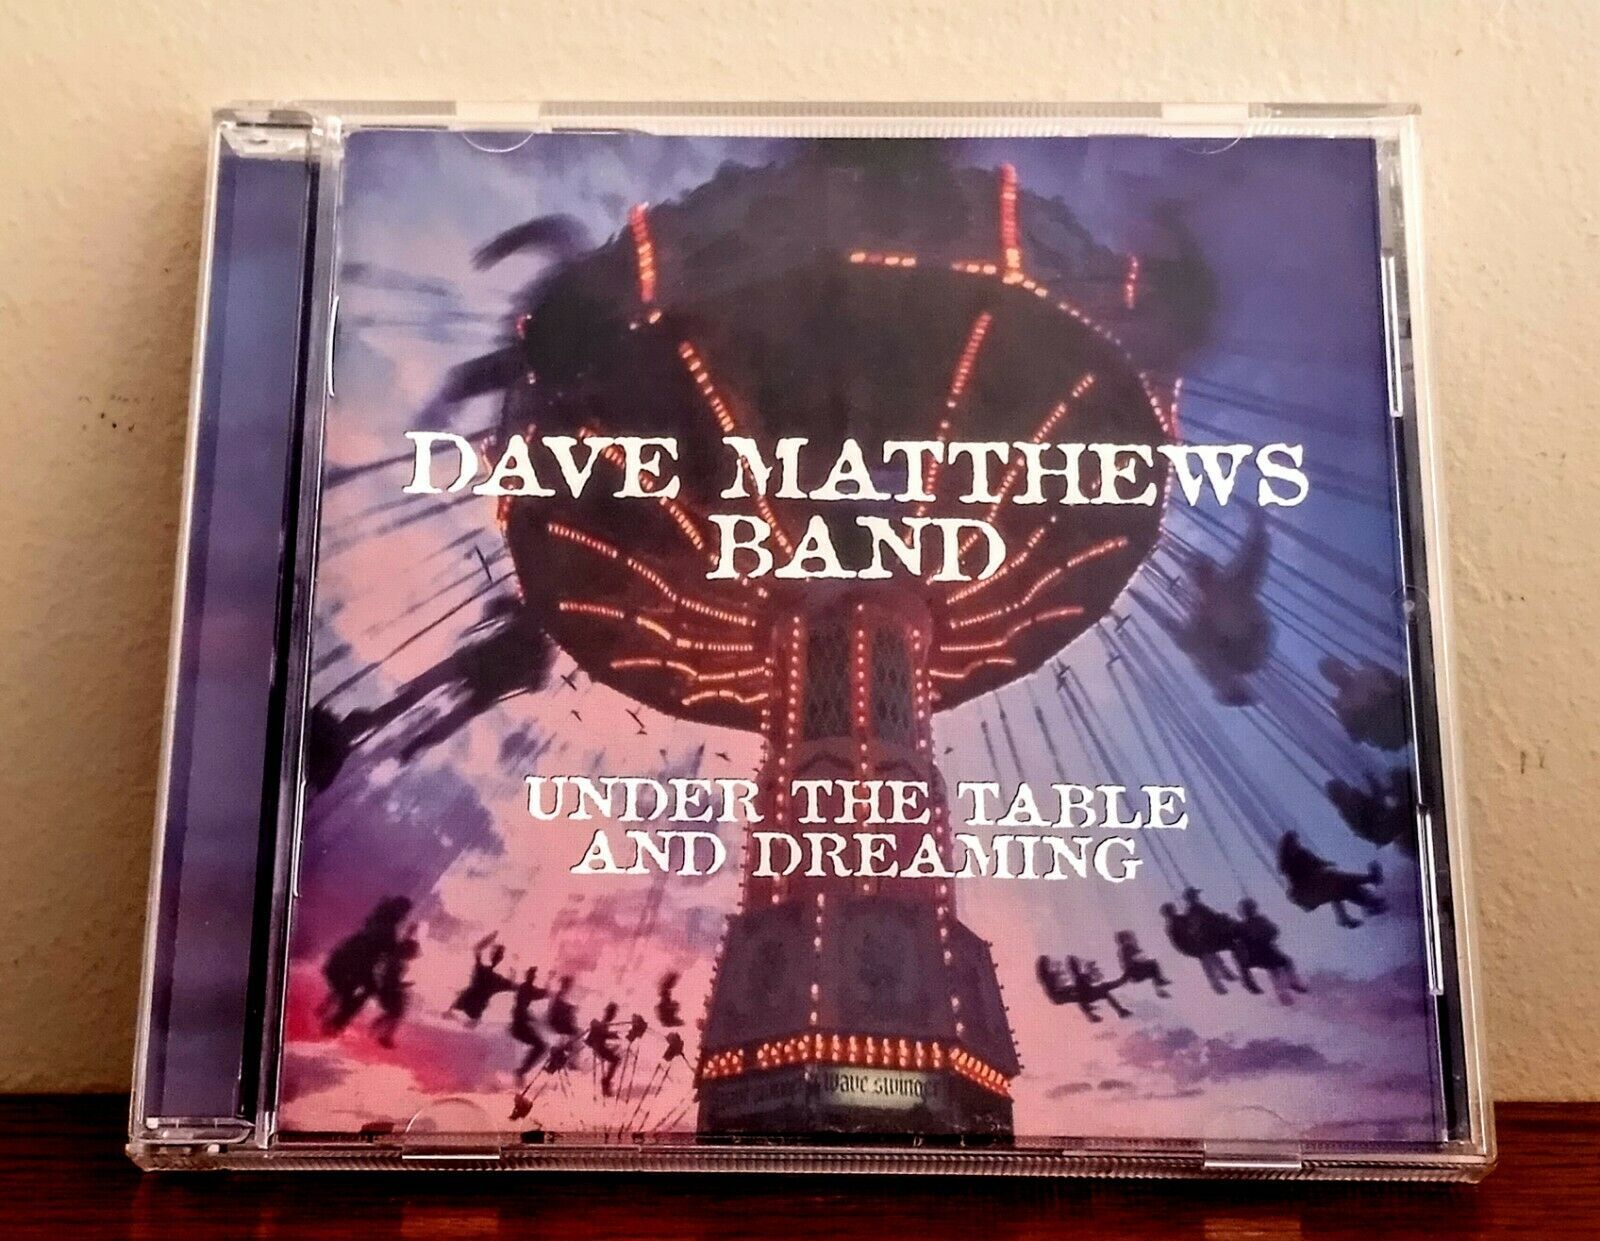 DAVE MATTHEWS
BAND
UNDER THE TABLE
AND DREAMING
wave swinger